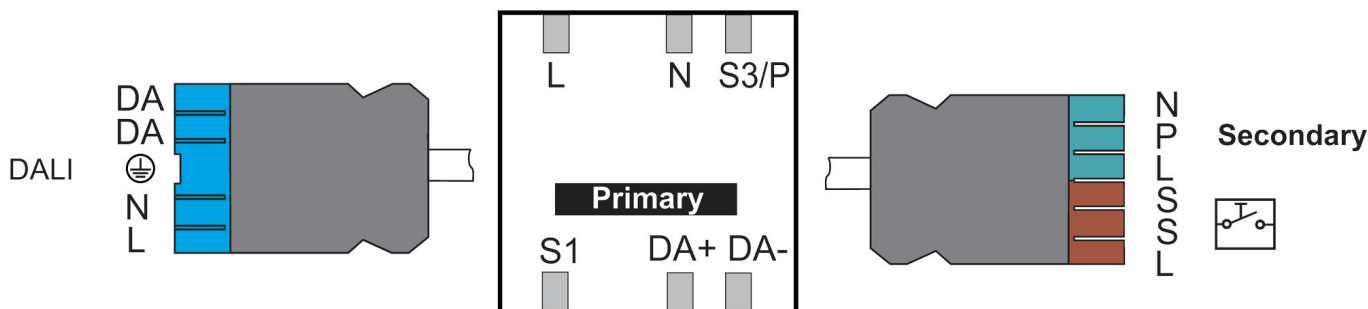 DALI
DA
DA
N
L
L N S3/P
Primary
S1 DA+ DA-
N
P
L
S
S
L
Secondary